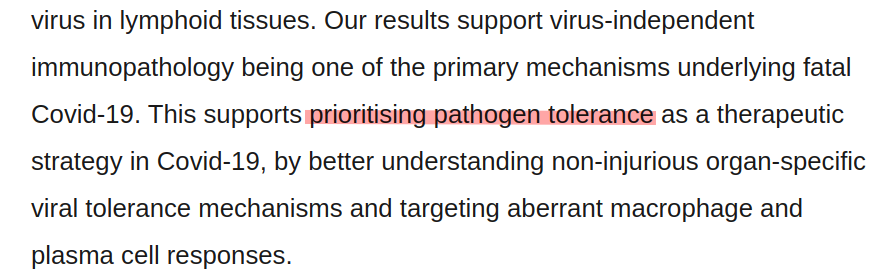 virus in lymphoid tissues. Our results support virus-independent
immunopathology being one of the primary mechanisms underlying fatal
Covid-19. This supports prioritising pathogen tolerance as a therapeutic
strategy in Covid-19, by better understanding non-injurious organ-specific
viral tolerance mechanisms and targeting aberrant macrophage and
plasma cell responses.